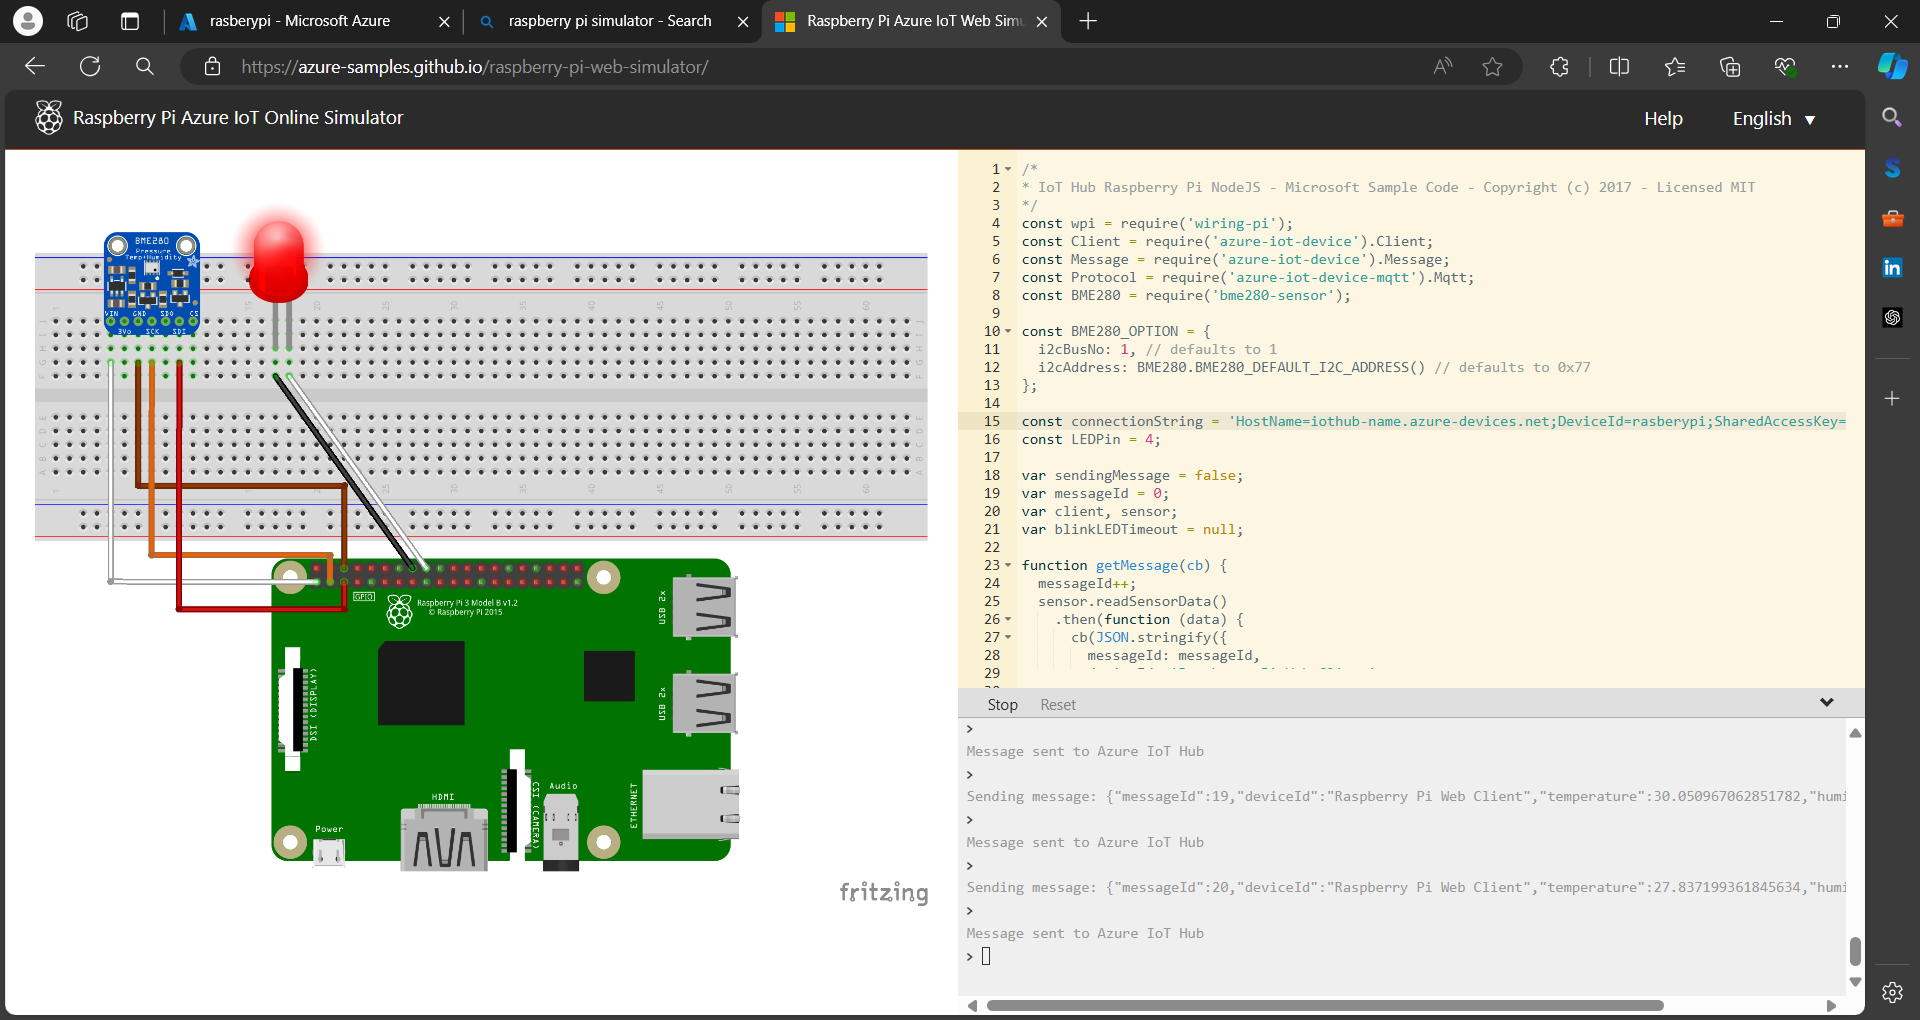 rasberypi - Microsoft Azure
raspberry pi simulator - Search
Raspberry Pi Azure IoT Web Simu
https://azure-samples.github.io/raspberry-pi-web-simulator/
Raspberry Pi Azure IoT Online Simulator
Help
English
BME280
Pressure
Temp+Humidity
VIN GND SDO CS
3Vo SCK SDI
GPIO
Raspberry Pi 3 Model B v1.2
© Raspberry Pi 2015
USB 2x
USB 2x
DSI (DISPLAY)
CSI (CAMERA)
Audio
ETHERNET
HDMI
Power
fritzing
1 /*
2 * IoT Hub Raspberry Pi NodeJS - Microsoft Sample Code - Copyright (c) 2017 - Licensed MIT
3 */
4 const wpi = require('wiring-pi');
5 const Client = require('azure-iot-device').Client;
6 const Message = require('azure-iot-device').Message;
7 const Protocol = require('azure-iot-device-mqtt').Mqtt;
8 const BME280 = require('bme280-sensor');
9
10 const BME280_OPTION = {
11 i2cBusNo: 1, // defaults to 1
12 i2cAddress: BME280.BME280_DEFAULT_I2C_ADDRESS() // defaults to 0x77
13 };
14
15 const connectionString = 'HostName=iothub-name.azure-devices.net;DeviceId=rasberypi;SharedAccessKey=
16 const LEDPin = 4;
17
18 var sendingMessage = false;
19 var messageId = 0;
20 var client, sensor;
21 var blinkLEDTimeout = null;
22
23 function getMessage(cb) {
24 messageId++;
25 sensor.readSensorData()
26 .then(function (data) {
27 cb(JSON.stringify({
28 messageId: messageId,
29
Stop Reset
>
Message sent to Azure IoT Hub
>
Sending message: {"messageId":19,"deviceId":"Raspberry Pi Web Client","temperature":30.050967062851782,"humi
>
Message sent to Azure IoT Hub
>
Sending message: {"messageId":20,"deviceId":"Raspberry Pi Web Client","temperature":27.837199361845634,"humi
>
Message sent to Azure IoT Hub
>